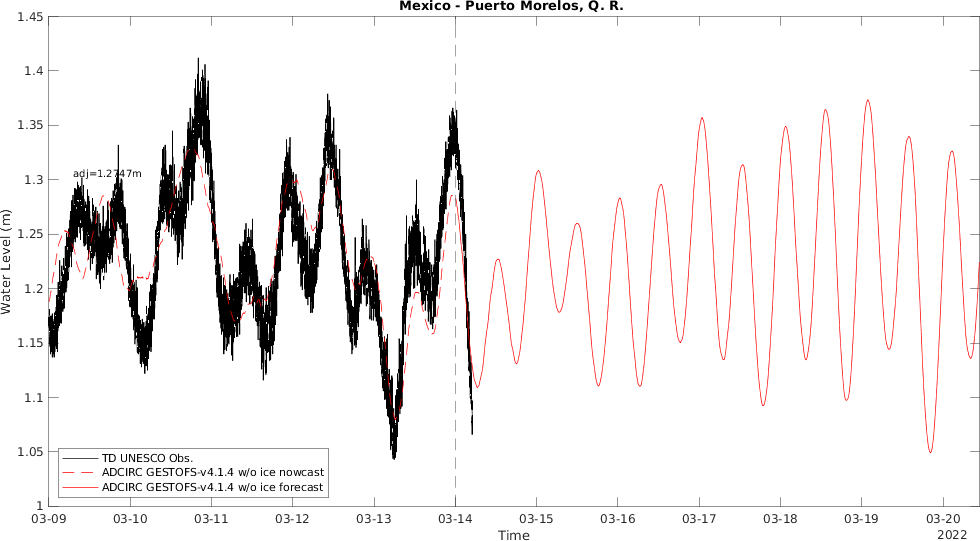 Mexico - Puerto Morelos, Q. R.
1.45
1.4
1.35
1.3
1.25
1.2
1.15
1.1
1.05
1
Water Level (m)
adj=1.2747m
TD UNESCO Obs.
ADCIRC GESTOFS-v4.1.4 w/o ice nowcast
ADCIRC GESTOFS-v4.1.4 w/o ice forecast
03-09 03-10 03-11 03-12 03-13 03-14 03-15 03-16 03-17 03-18 03-19 03-20
Time
2022